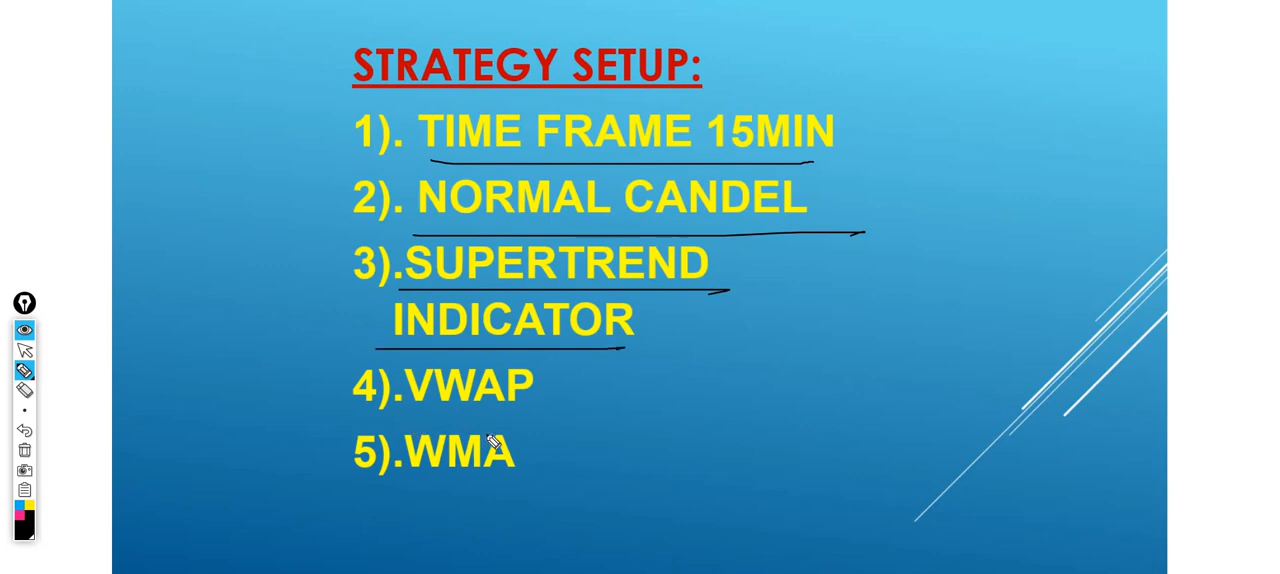 STRATEGY SETUP:
1). TIME FRAME 15MIN
2). NORMAL CANDEL
3).SUPERTREND
INDICATOR
4).VWAP
5).WMA